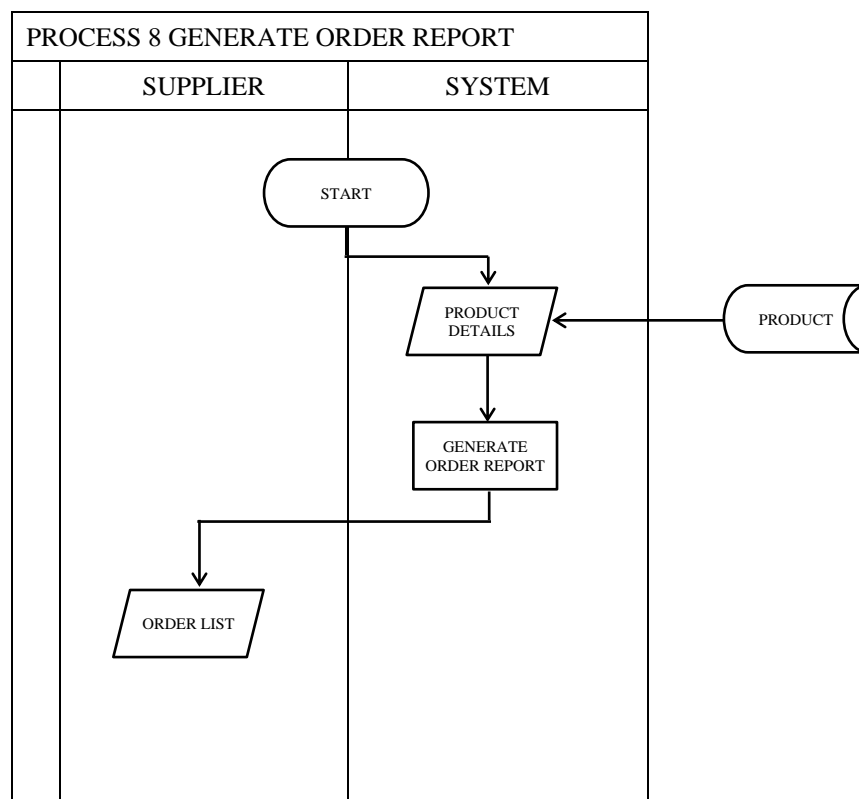 PROCESS 8 GENERATE ORDER REPORT
SUPPLIER
SYSTEM
START
PRODUCT
DETAILS
PRODUCT
GENERATE
ORDER REPORT
ORDER LIST